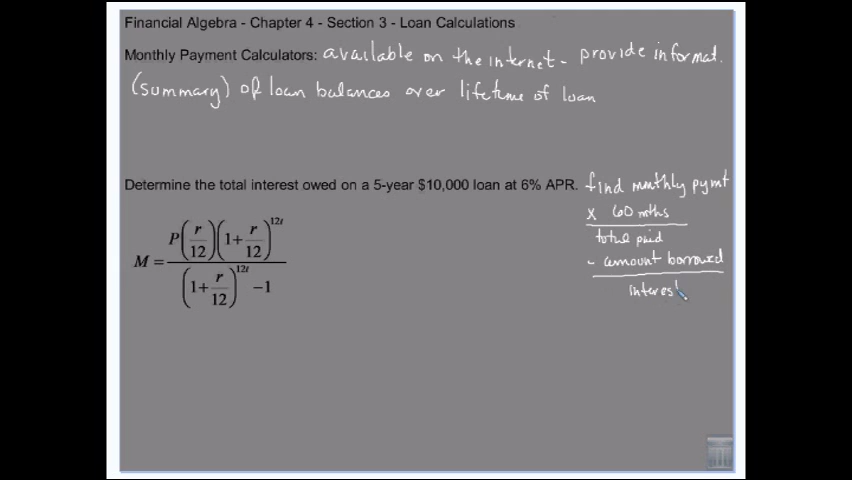 Financial Algebra - Chapter 4 - Section 3 - Loan Calculations
Monthly Payment Calculators: available on the internet - provide informat.
(summary) of loan balances over lifetime of loan
Determine the total interest owed on a 5-year $10,000 loan at 6% APR. find monthly pymt
x 60 mths
total paid
- amount borrowed
interest
M = P(r/12)(1+r/12)^12t / (1+r/12)^12t -1